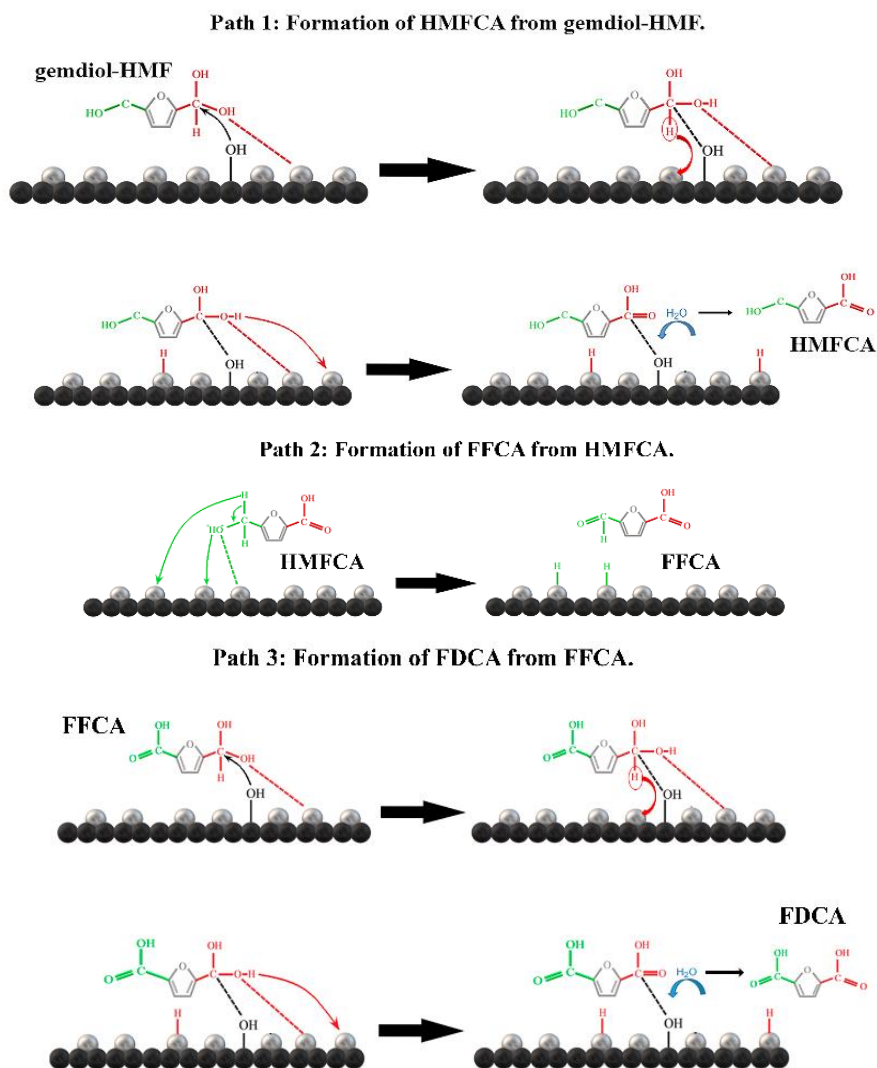 Path 1: Formation of HMFCA from gemdiol-HMF.
gemdiol-HMF
OH
HO
C
O
C
OH
H
OH
OH
HO
C
O
C
O-H
H
OH
OH
HO
C
O
C
O-H
H
OH
OH
HO
C
O
C
O
H
OH
H
H₂O
OH
HO
C
O
C
O
HMFCA
Path 2: Formation of FFCA from HMFCA.
H
HO
C
H
O
OH
C
O
HMFCA
O
C
H
O
OH
C
O
FFCA
H
H
Path 3: Formation of FDCA from FFCA.
FFCA
OH
O
C
O
OH
C
OH
H
OH
OH
O
C
O
OH
C
O-H
H
OH
OH
O
C
O
OH
C
O-H
H
OH
OH
O
C
O
OH
C
O
H
OH
H
H₂O
FDCA
OH
O
C
O
OH
C
O